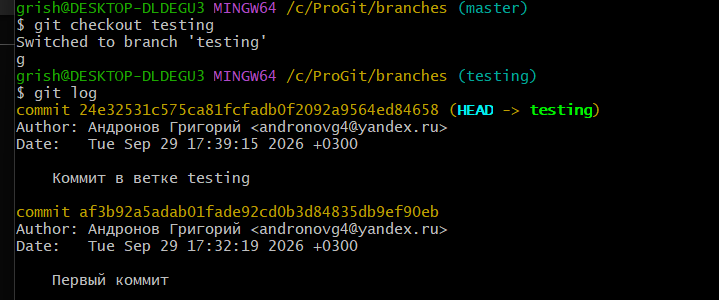 grish@DESKTOP-DLDEGU3 MINGW64 /c/ProGit/branches (master)
$ git checkout testing
Switched to branch 'testing'
g
grish@DESKTOP-DLDEGU3 MINGW64 /c/ProGit/branches (testing)
$ git log
commit 24e32531c575ca81fcfadb0f2092a9564ed84658 (HEAD -> testing)
Author: Андронов Григорий <andronovg4@yandex.ru>
Date:   Tue Sep 29 17:39:15 2026 +0300
Коммит в ветке testing
commit af3b92a5adab01fade92cd0b3d84835db9ef90eb
Author: Андронов Григорий <andronovg4@yandex.ru>
Date:   Tue Sep 29 17:32:19 2026 +0300
Первый коммит